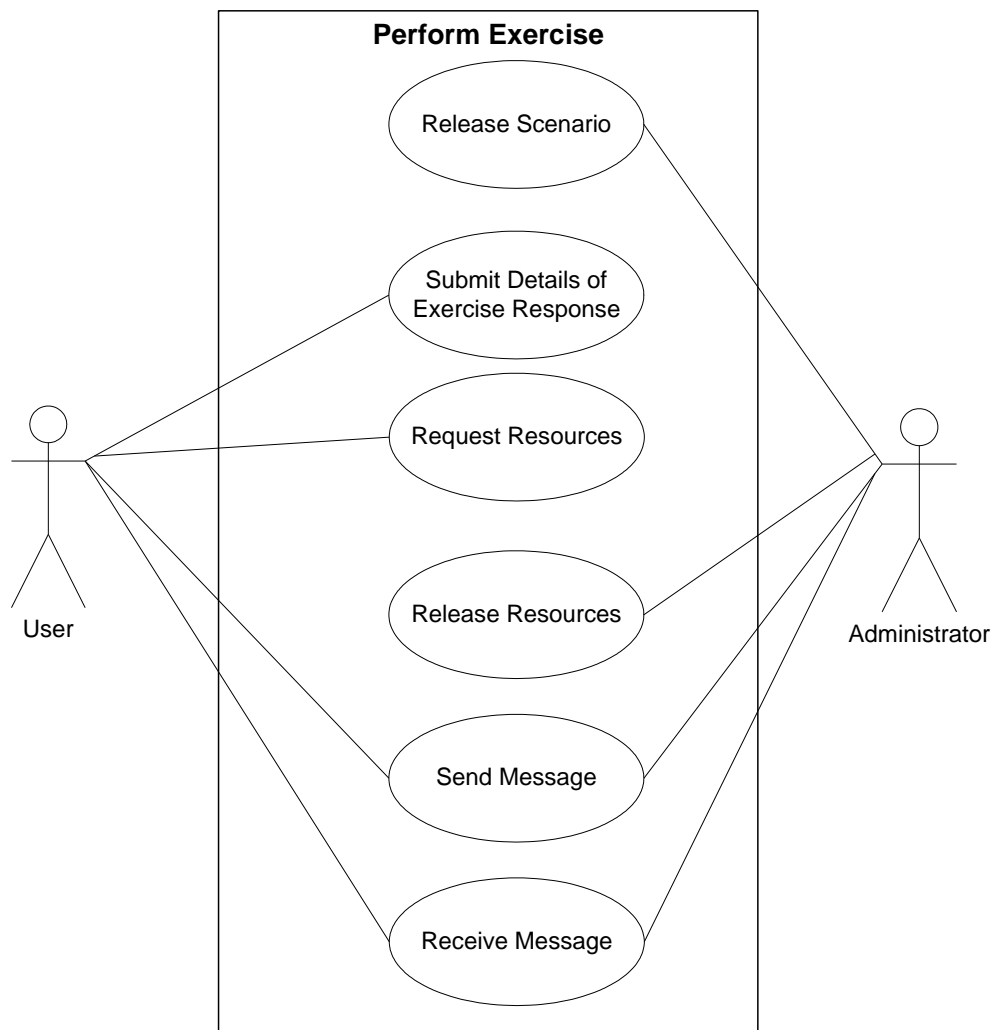 Perform Exercise
Release Scenario
Submit Details of
Exercise Response
Request Resources
Release Resources
User
Administrator
Send Message
Receive Message